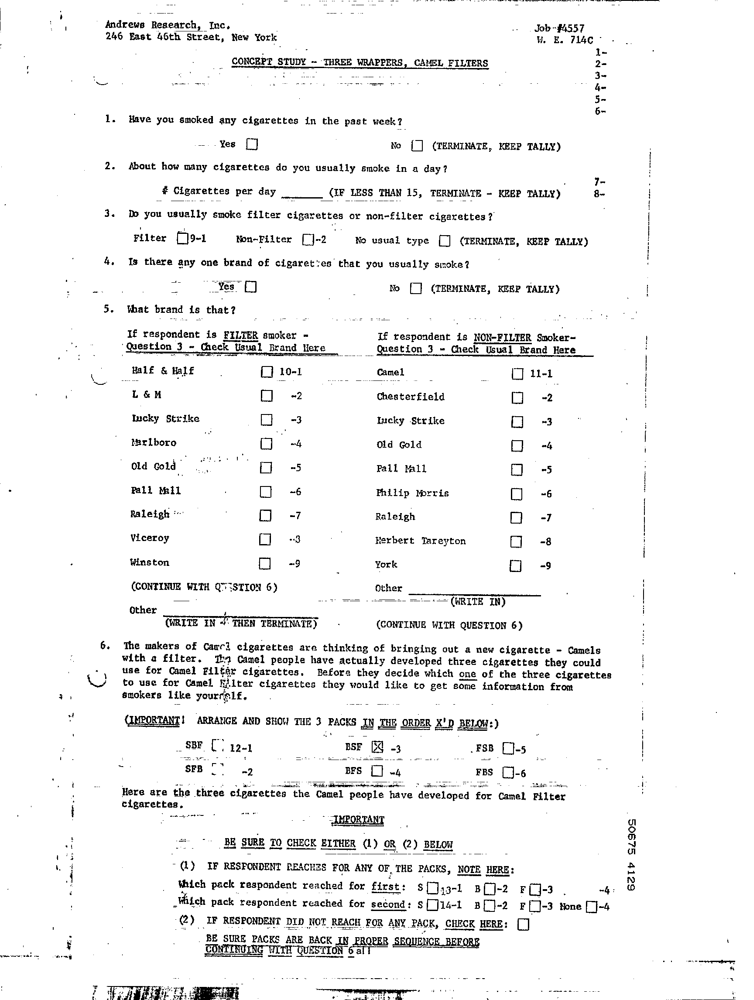 Andrews Research, Inc.
246 East 46th Street, New York
Job #4557
W. E. 714C
CONCEPT STUDY - THREE WRAPPERS, CAMEL FILTERS
1-
2-
3-
4-
5-
6-
1. Have you smoked any cigarettes in the past week?
Yes ☐ No ☐ (TERMINATE, KEEP TALLY)
2. About how many cigarettes do you usually smoke in a day?
7-
# Cigarettes per day ______ (IF LESS THAN 15, TERMINATE - KEEP TALLY) 8-
3. Do you usually smoke filter cigarettes or non-filter cigarettes?
Filter ☐9-1 Non-Filter ☐-2 No usual type ☐ (TERMINATE, KEEP TALLY)
4. Is there any one brand of cigarettes that you usually smoke?
Yes ☐ No ☐ (TERMINATE, KEEP TALLY)
5. What brand is that?
If respondent is FILTER smoker - If respondent is NON-FILTER Smoker-
Question 3 - Check Usual Brand Here Question 3 - Check Usual Brand Here
Half & Half ☐ 10-1 Camel ☐ 11-1
L & M ☐ -2 Chesterfield ☐ -2
Lucky Strike ☐ -3 Lucky Strike ☐ -3
Marlboro ☐ -4 Old Gold ☐ -4
Old Gold ☐ -5 Pall Mall ☐ -5
Pall Mall ☐ -6 Philip Morris ☐ -6
Raleigh ☐ -7 Raleigh ☐ -7
Viceroy ☐ -3 Herbert Tareyton ☐ -8
Winston ☐ -9 York ☐ -9
(CONTINUE WITH QUESTION 6) Other ______
(WRITE IN)
Other ______
(WRITE IN & THEN TERMINATE) (CONTINUE WITH QUESTION 6)
6. The makers of Camel cigarettes are thinking of bringing out a new cigarette - Camels
with a filter. The Camel people have actually developed three cigarettes they could
use for Camel Filter cigarettes. Before they decide which one of the three cigarettes
to use for Camel Filter cigarettes they would like to get some information from
smokers like yourself.
(IMPORTANT! ARRANGE AND SHOW THE 3 PACKS IN THE ORDER X'D BELOW:)
SBF ☐ 12-1 BSF ☒ -3 FSB ☐-5
SFB ☐ -2 BFS ☐ -4 FBS ☐-6
Here are the three cigarettes the Camel people have developed for Camel Filter
cigarettes.
IMPORTANT
BE SURE TO CHECK EITHER (1) OR (2) BELOW
(1) IF RESPONDENT REACHES FOR ANY OF THE PACKS, NOTE HERE:
Which pack respondent reached for first: S ☐13-1 B ☐-2 F ☐-3 -4
Which pack respondent reached for second: S ☐14-1 B ☐-2 F ☐-3 None ☐-4
(2) IF RESPONDENT DID NOT REACH FOR ANY PACK, CHECK HERE: ☐
BE SURE PACKS ARE BACK IN PROPER SEQUENCE BEFORE
CONTINUING WITH QUESTION 6 all
50675 4129